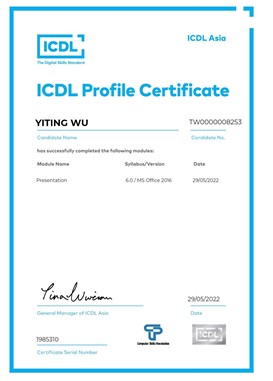 ICDL
The Digital Skills Standard
ICDL Asia
ICDL Profile Certificate
YITING WU
TW0000008253
Candidate Name
Candidate No.
has successfully completed the following modules:
Module Name Syllabus/Version Date
Presentation 6.0 / MS Office 2016 29/05/2022
29/05/2022
General Manager of ICDL Asia
Date
1985310
Certificate Serial Number
Computer Skills Foundation
ICDL